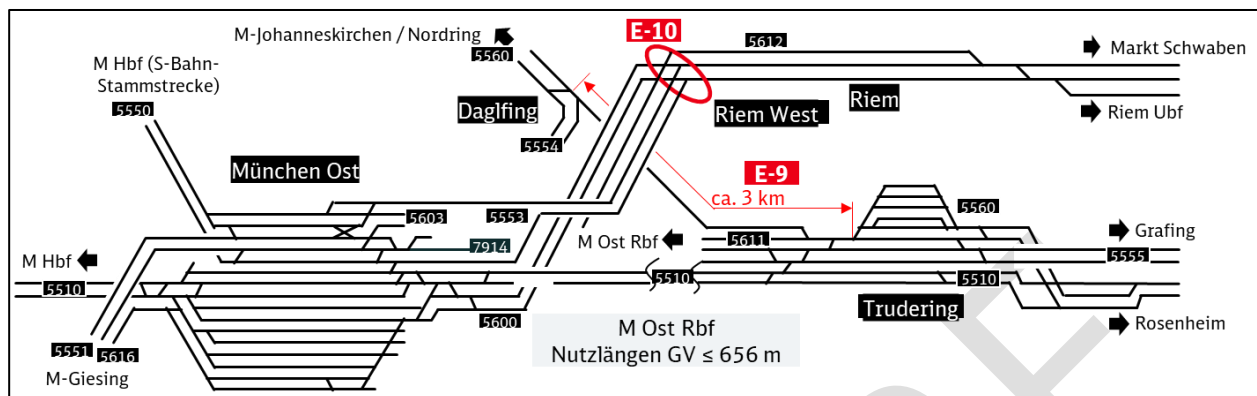 M-Johanneskirchen / Nordring
E-10
5612
5560
Markt Schwaben
M Hbf (S-Bahn-
Stammstrecke)
5550
Daglfing
Riem West
Riem
Riem Ubf
5554
München Ost
E-9
ca. 3 km
5603
5553
5560
7914
M Ost Rbf
5611
Grafing
5555
M Hbf
5510
5510
5510
5600
Trudering
M Ost Rbf
Nutzlängen GV ≤ 656 m
Rosenheim
5551
5616
M-Giesing